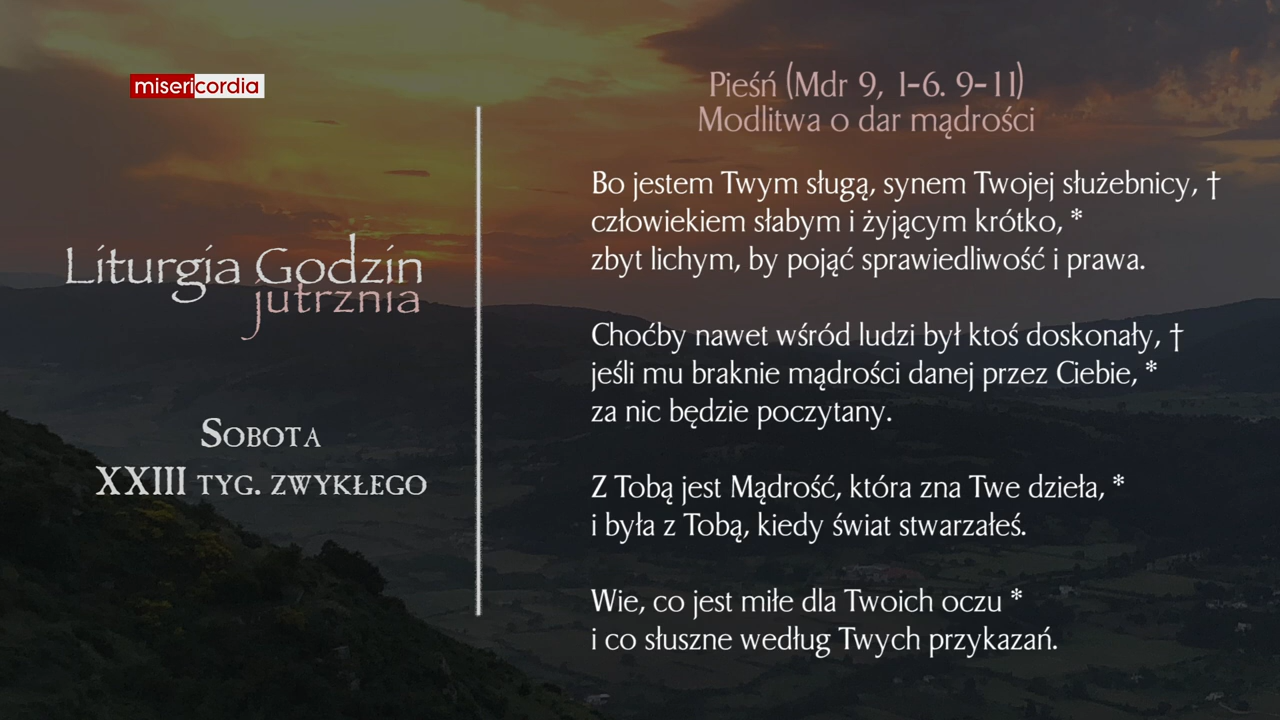 misericordia
Liturgia Godzin
jutrznia
Sobota
XXIII tyg. zwykłego
Pieśń (Mdr 9, 1-6. 9-11)
Modlitwa o dar mądrości
Bo jestem Twym sługą, synem Twojej służebnicy, †
człowiekiem słabym i żyjącym krótko, *
zbyt lichym, by pojąć sprawiedliwość i prawa.
Choćby nawet wśród ludzi był ktoś doskonały, †
jeśli mu braknie mądrości danej przez Ciebie, *
za nic będzie poczytany.
Z Tobą jest Mądrość, która zna Twe dzieła, *
i była z Tobą, kiedy świat stwarzałeś.
Wie, co jest miłe dla Twoich oczu *
i co słuszne według Twych przykazań.